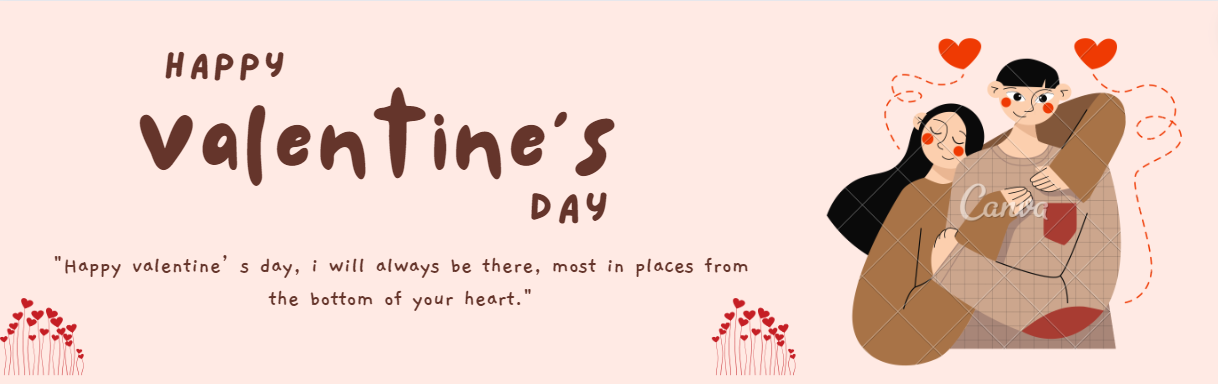 HAPPY
valentine's
DAY
"Happy valentine' s day, i will always be there, most in places from
the bottom of your heart."
Canva